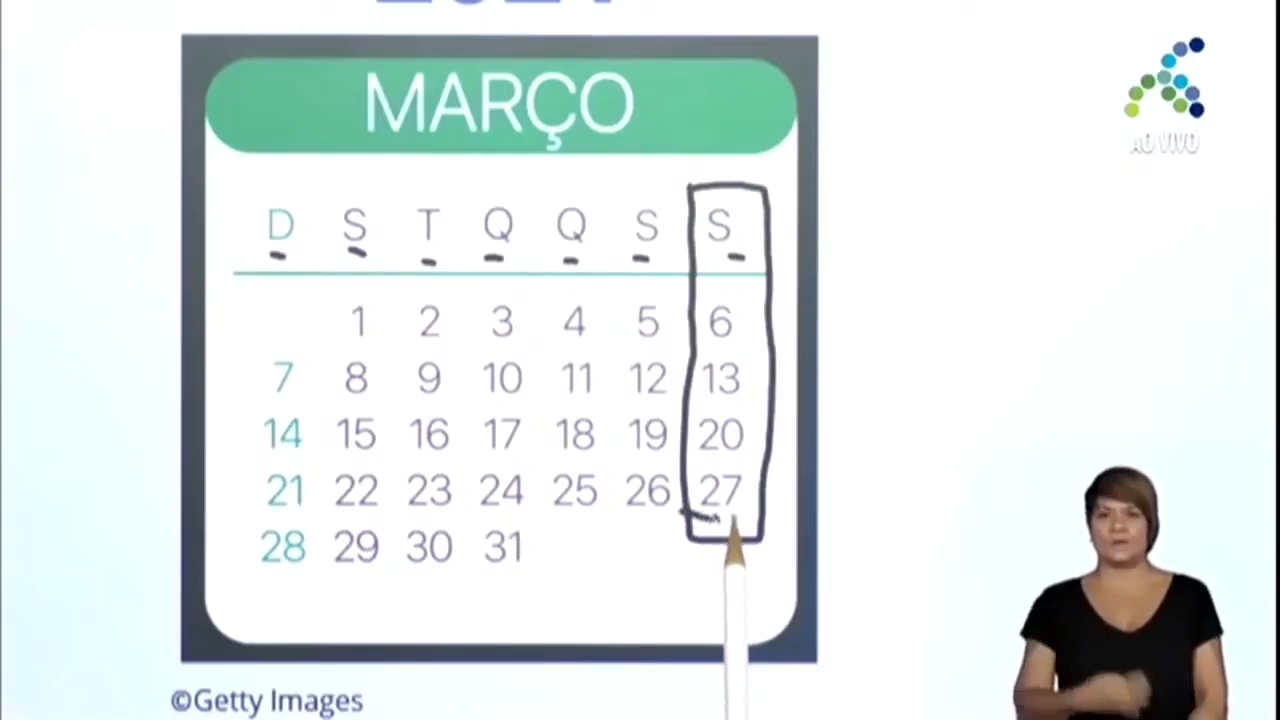 MARÇO
AO VIVO
D S T Q Q S S
1 2 3 4 5 6
7 8 9 10 11 12 13
14 15 16 17 18 19 20
21 22 23 24 25 26 27
28 29 30 31
©Getty Images